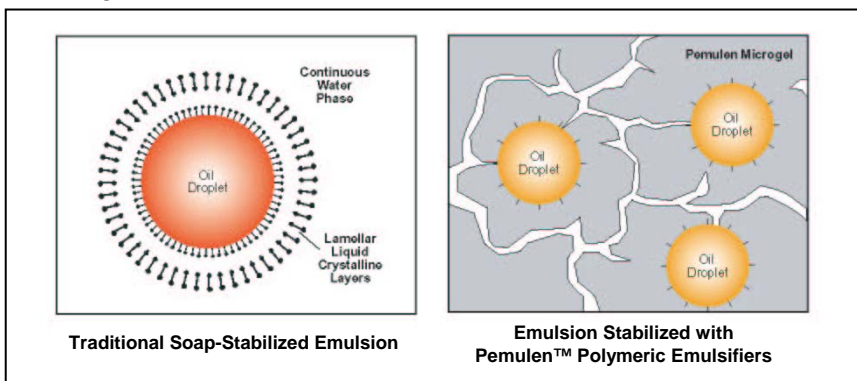 Continuous
Water
Phase
Oil
Droplet
Lamellar
Liquid
Crystalline
Layers
Traditional Soap-Stabilized Emulsion
Pemulen Microgel
Oil
Droplet
Oil
Droplet
Oil
Droplet
Emulsion Stabilized with
Pemulen™ Polymeric Emulsifiers